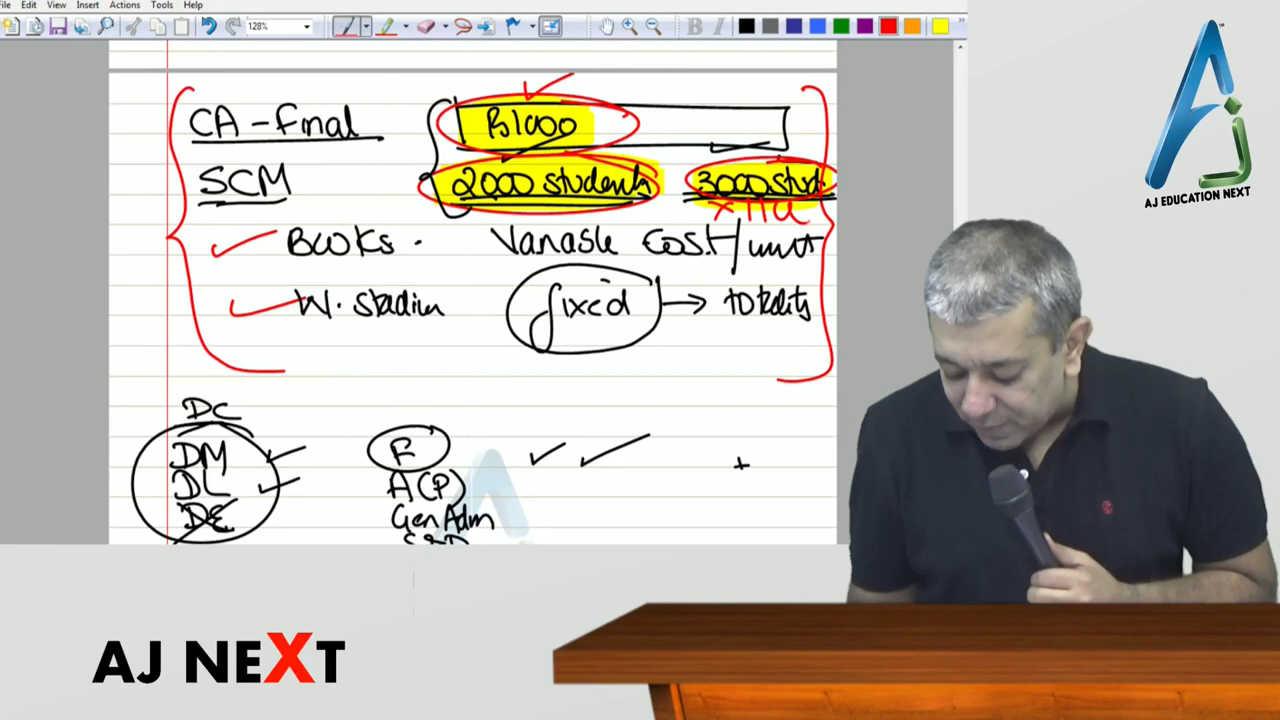 File Edit View Insert Actions Tools Help
128%
CA - Final
Rs1000
SCM
2000 students
3000 stud
Books. Variable Cost/unit
W. Stadium fixed → totality
DC
DM F +
DL A(P)
DE Gen Adm
AJ EDUCATION NEXT
AJ NEXT